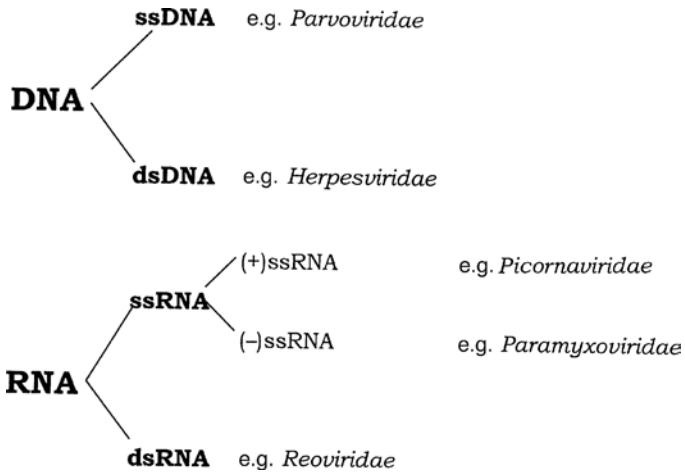 ssDNA e.g. Parvoviridae
DNA
dsDNA e.g. Herpesviridae
(+)ssRNA e.g. Picornaviridae
ssRNA
(–)ssRNA e.g. Paramyxoviridae
RNA
dsRNA e.g. Reoviridae